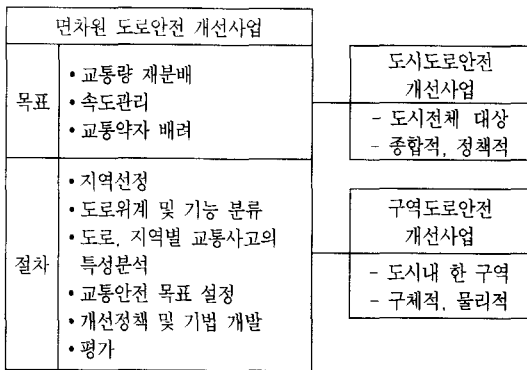 면차원 도로안전 개선사업
목표
• 교통량 재분배
• 속도관리
• 교통약자 배려
절차
• 지역선정
• 도로위계 및 기능 분류
• 도로, 지역별 교통사고의
특성분석
• 교통안전 목표 설정
• 개선정책 및 기법 개발
• 평가
도시도로안전
개선사업
- 도시전체 대상
- 종합적, 정책적
구역도로안전
개선사업
- 도시내 한 구역
- 구체적, 물리적